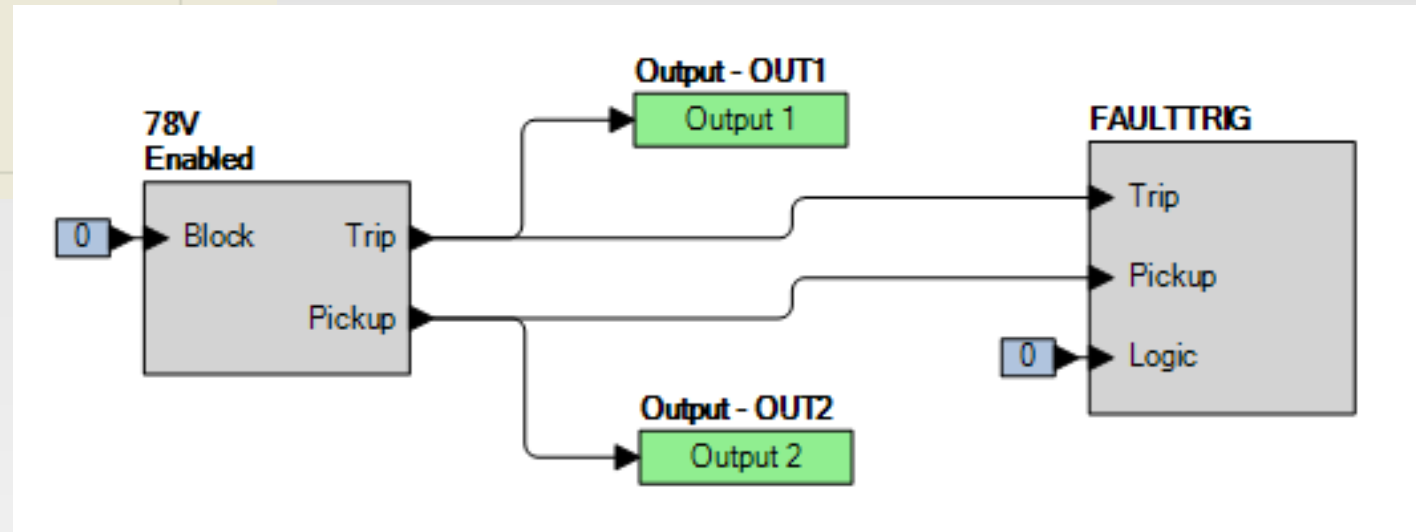 Output - OUT1
Output 1
78V
Enabled
FAULTTRIG
0
Block
Trip
Pickup
Trip
Pickup
0
Logic
Output - OUT2
Output 2